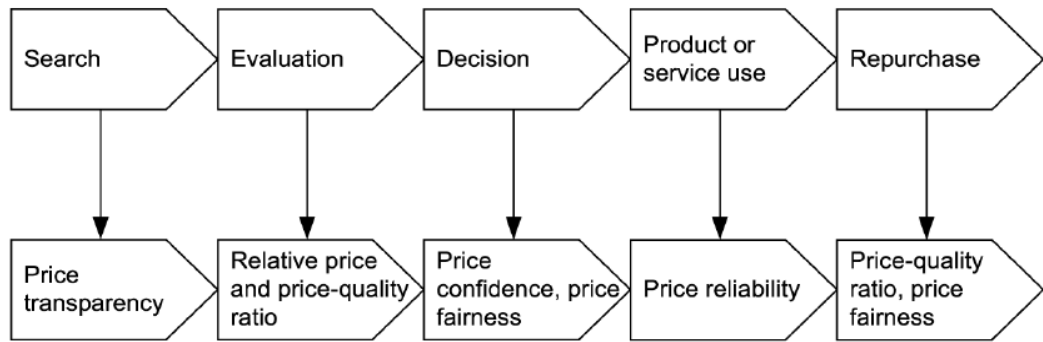 Search
Evaluation
Decision
Product or
service use
Repurchase
Price
transparency
Relative price
and price-quality
ratio
Price
confidence, price
fairness
Price reliability
Price-quality
ratio, price
fairness